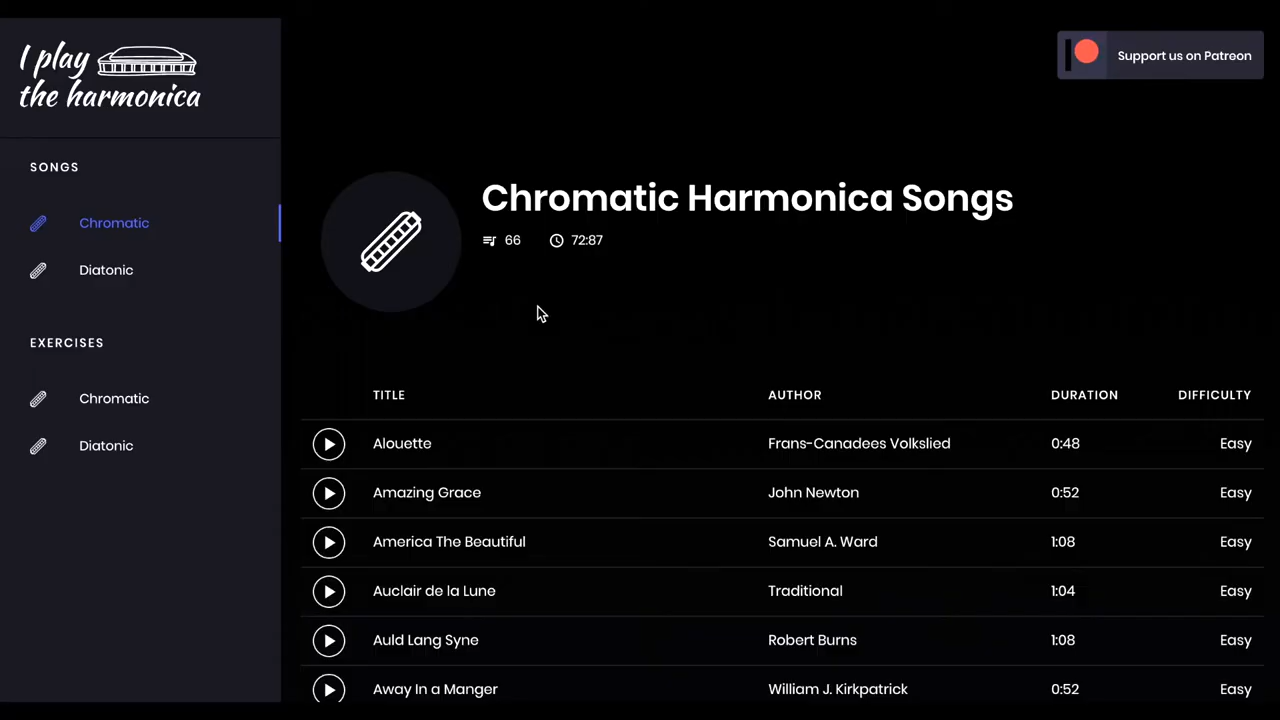 I play
the harmonica
Support us on Patreon
SONGS
Chromatic
Diatonic
EXERCISES
Chromatic
Diatonic
Chromatic Harmonica Songs
66 72:87
TITLE AUTHOR DURATION DIFFICULTY
Alouette Frans-Canadees Volkslied 0:48 Easy
Amazing Grace John Newton 0:52 Easy
America The Beautiful Samuel A. Ward 1:08 Easy
Auclair de la Lune Traditional 1:04 Easy
Auld Lang Syne Robert Burns 1:08 Easy
Away In a Manger William J. Kirkpatrick 0:52 Easy